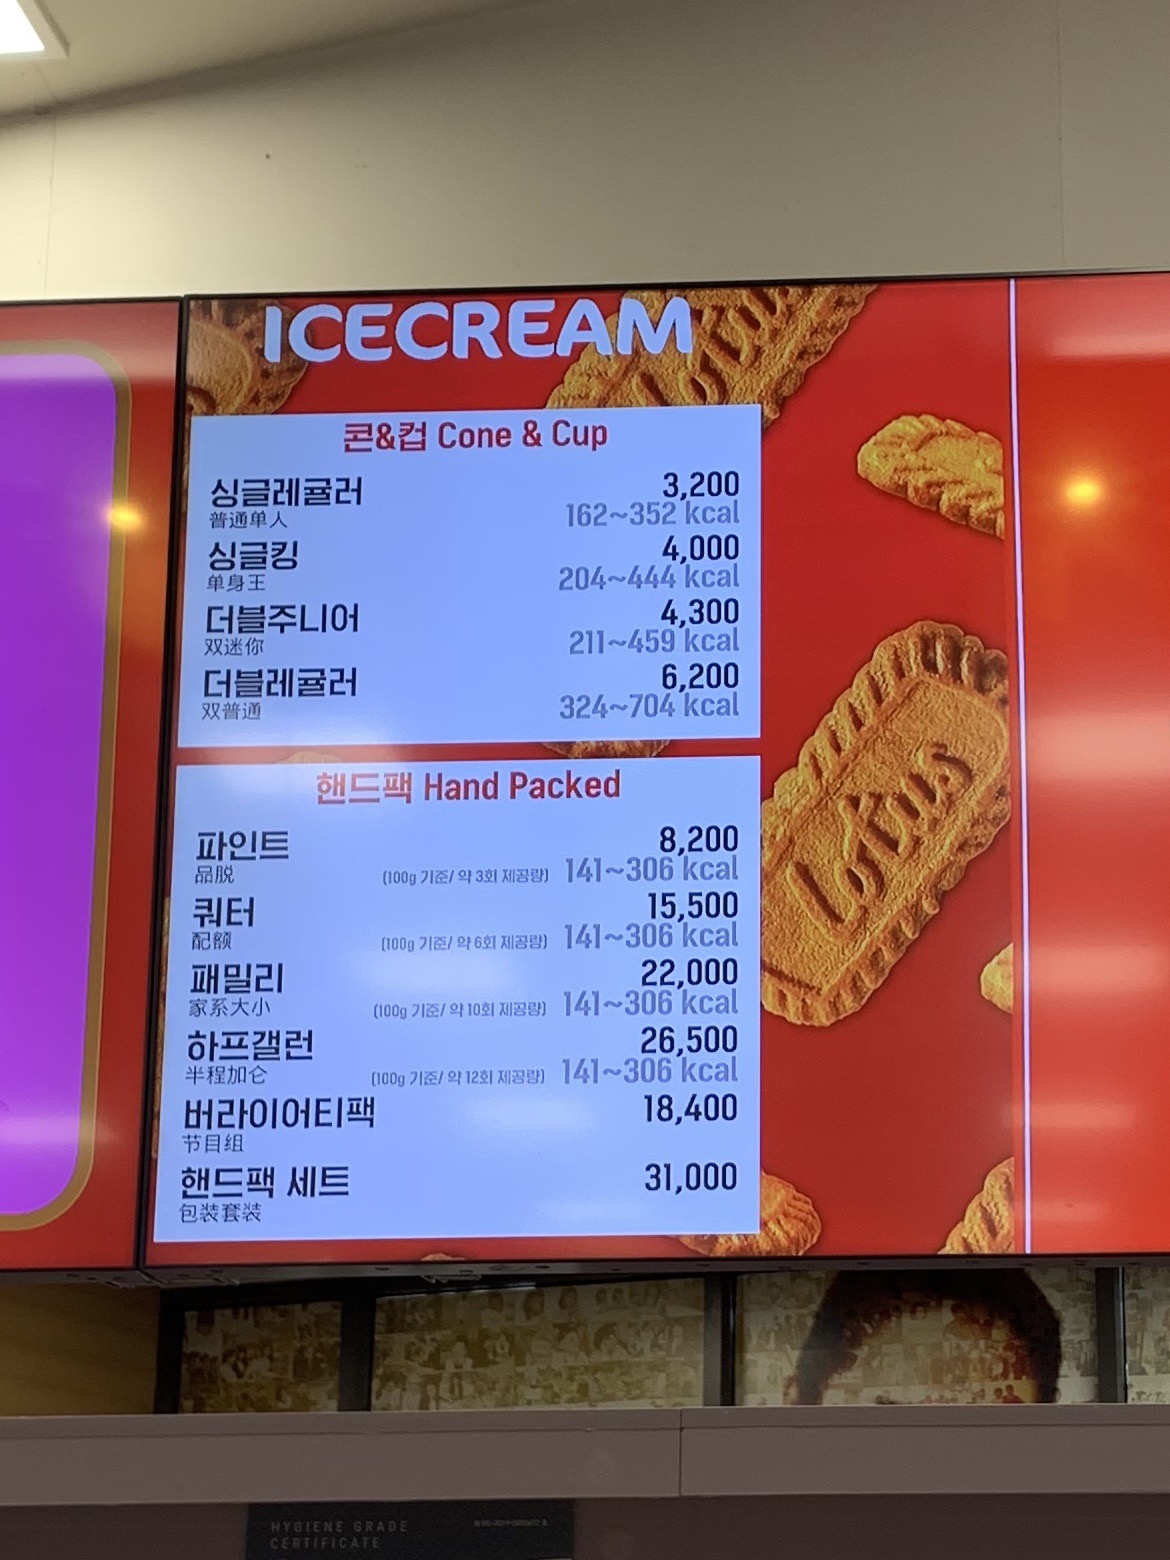 ICECREAM
Lotus
콘&컵 Cone & Cup
싱글레귤러 3,200
普通单人 162~352 kcal
싱글킹 4,000
单身王 204~444 kcal
더블주니어 4,300
双迷你 211~459 kcal
더블레귤러 6,200
双普通 324~704 kcal
Lotus
핸드팩 Hand Packed
파인트 8,200
品脱 (100g 기준/ 약 3회 제공량) 141~306 kcal
쿼터 15,500
配额 (100g 기준/ 약 6회 제공량) 141~306 kcal
패밀리 22,000
家系大小 (100g 기준/ 약 10회 제공량) 141~306 kcal
하프갤런 26,500
半程加仑 (100g 기준/ 약 12회 제공량) 141~306 kcal
버라이어티팩 18,400
节目组
핸드팩 세트 31,000
包装套装
HYGIENE GRADE
CERTIFICATE